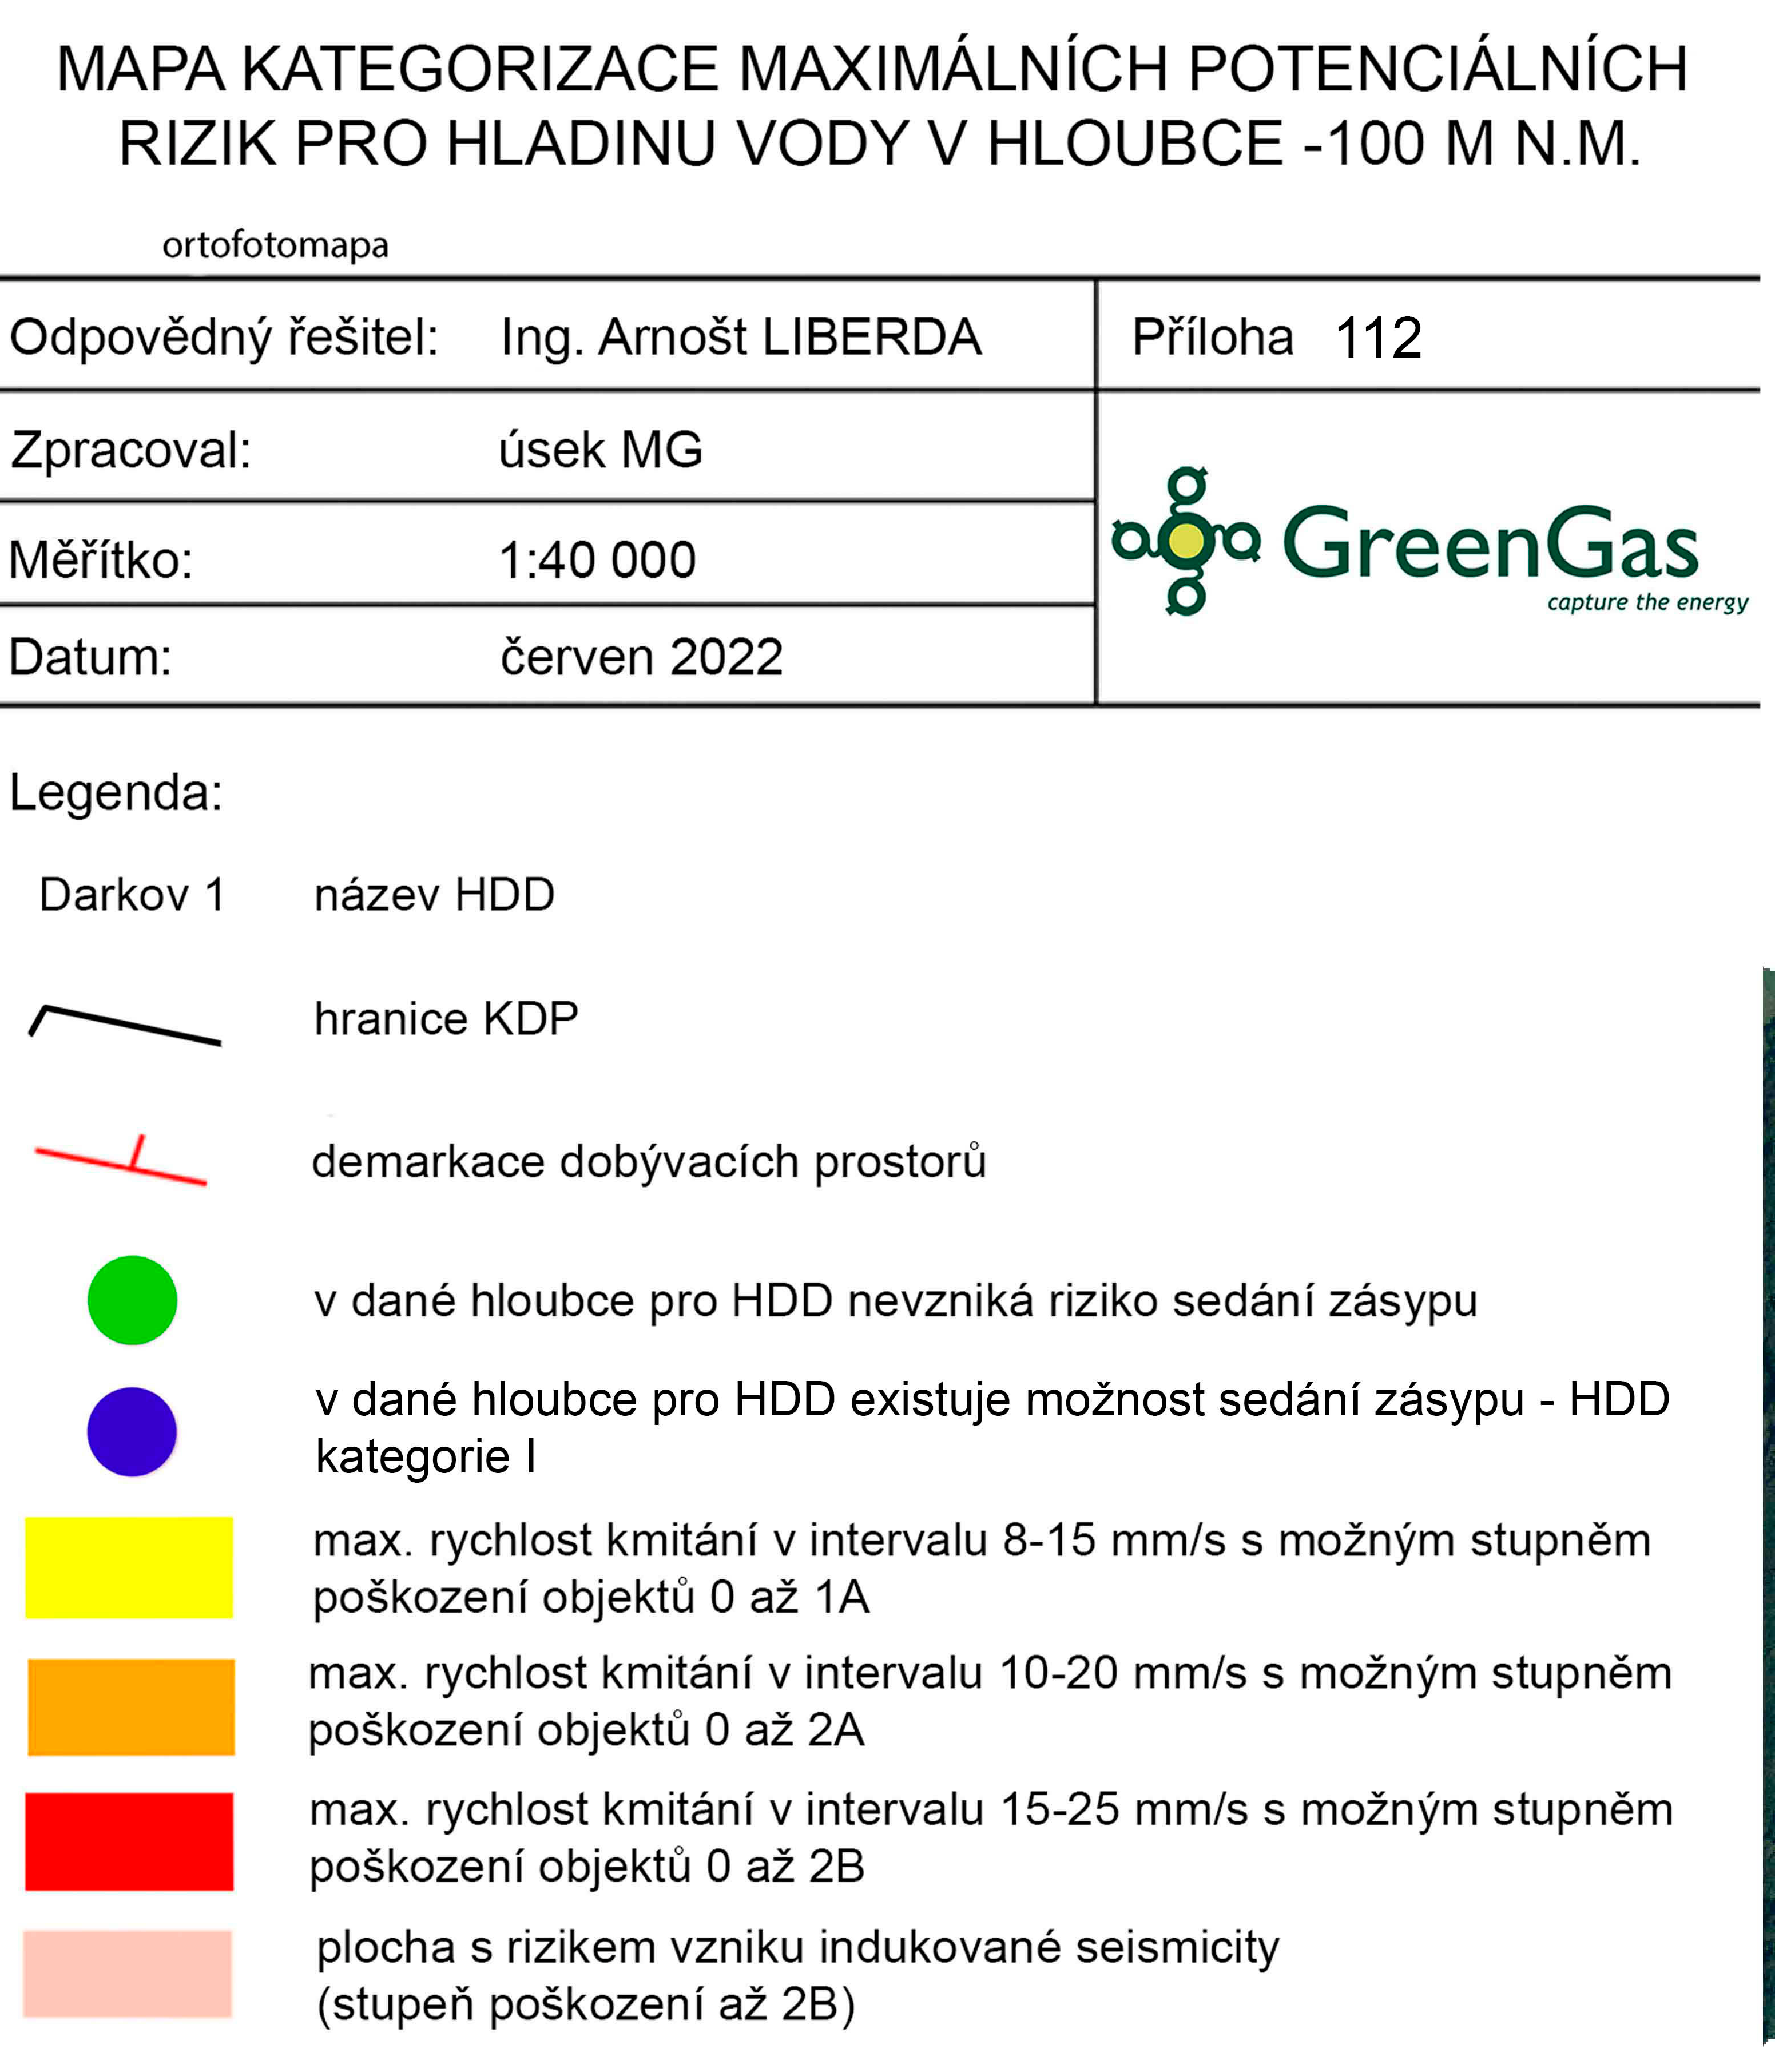 MAPA KATEGORIZACE MAXIMÁLNÍCH POTENCIÁLNÍCH
RIZIK PRO HLADINU VODY V HLOUBCE -100 M N.M.
ortofotomapa
Odpovědný řešitel: Ing. Arnošt LIBERDA Příloha 112
Zpracoval: úsek MG
Měřítko: 1:40 000
GreenGas
capture the energy
Datum: červen 2022
Legenda:
Darkov 1 název HDD
hranice KDP
demarkace dobývacích prostorů
v dané hloubce pro HDD nevzniká riziko sedání zásypu
v dané hloubce pro HDD existuje možnost sedání zásypu - HDD
kategorie I
max. rychlost kmitání v intervalu 8-15 mm/s s možným stupněm
poškození objektů 0 až 1A
max. rychlost kmitání v intervalu 10-20 mm/s s možným stupněm
poškození objektů 0 až 2A
max. rychlost kmitání v intervalu 15-25 mm/s s možným stupněm
poškození objektů 0 až 2B
plocha s rizikem vzniku indukované seismicity
(stupeň poškození až 2B)